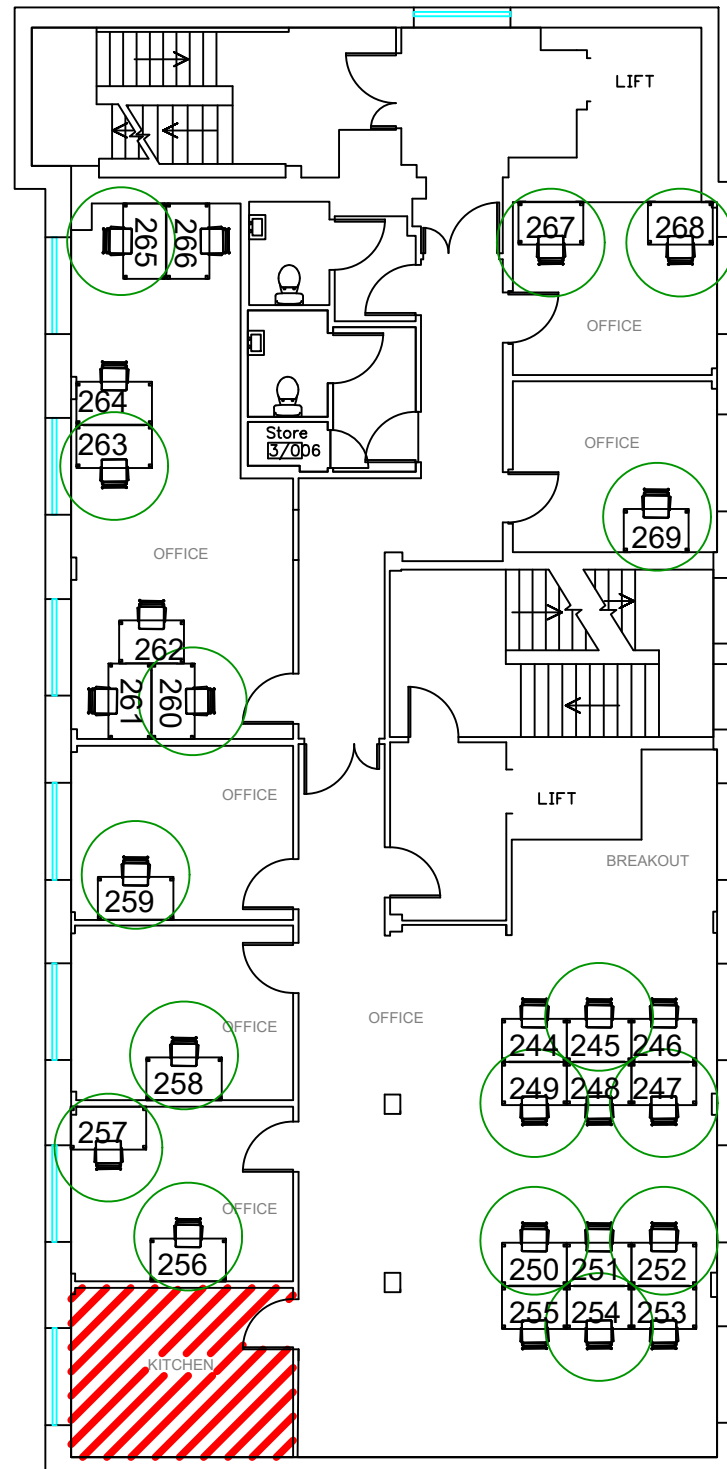 LIFT
265
266
267
268
OFFICE
264
263
Store
3/006
OFFICE
269
OFFICE
262
261
260
OFFICE
LIFT
BREAKOUT
259
OFFICE
OFFICE
258
244
245
246
249
248
247
257
OFFICE
256
250
251
252
255
254
253
KITCHEN